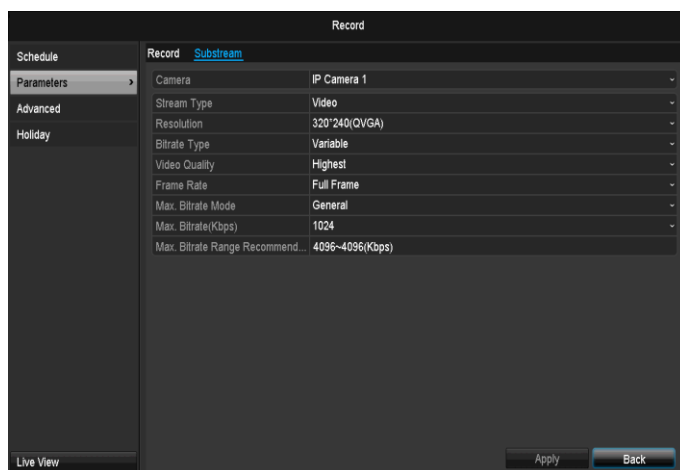 Record
Schedule
Parameters
Advanced
Holiday
Record Substream
Camera IP Camera 1
Stream Type Video
Resolution 320*240(QVGA)
Bitrate Type Variable
Video Quality Highest
Frame Rate Full Frame
Max. Bitrate Mode General
Max. Bitrate(Kbps) 1024
Max. Bitrate Range Recommend... 4096~4096(Kbps)
Live View
Apply Back